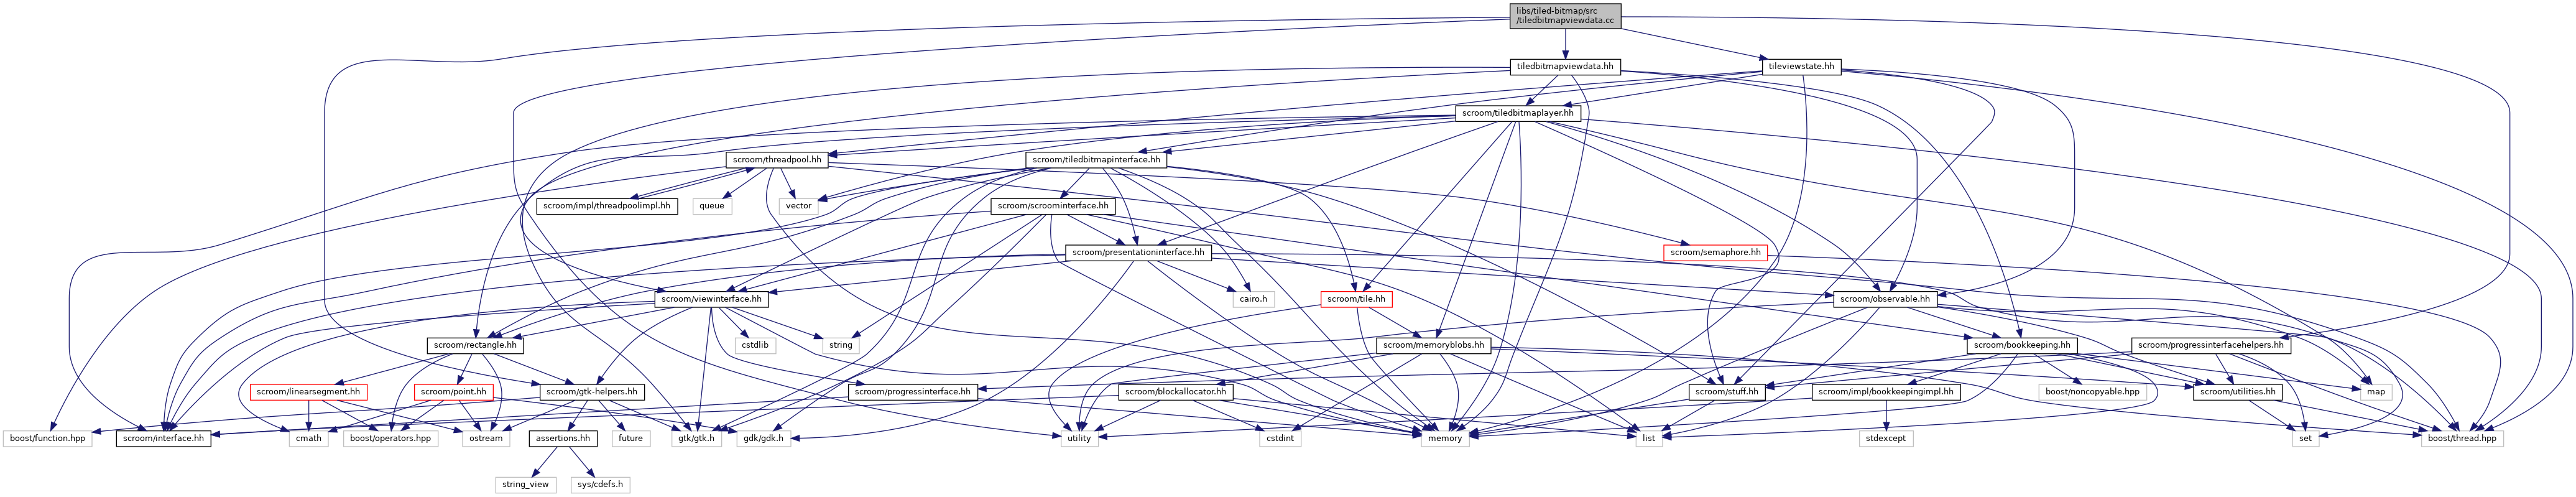 libs/tiled-bitmap/src
/tiledbitmapviewdata.cc
tiledbitmapviewdata.hh
tileviewstate.hh
scroom/tiledbitmaplayer.hh
scroom/threadpool.hh
scroom/tiledbitmapinterface.hh
scroom/impl/threadpoolimpl.hh
queue
vector
scroom/scroominterface.hh
scroom/presentationinterface.hh
scroom/semaphore.hh
scroom/viewinterface.hh
cairo.h
scroom/tile.hh
scroom/observable.hh
scroom/rectangle.hh
cstdlib
string
scroom/memoryblobs.hh
scroom/bookkeeping.hh
scroom/progressinterfacehelpers.hh
scroom/linearsegment.hh
scroom/point.hh
scroom/gtk-helpers.hh
scroom/progressinterface.hh
scroom/blockallocator.hh
scroom/stuff.hh
scroom/impl/bookkeepingimpl.hh
boost/noncopyable.hpp
scroom/utilities.hh
map
boost/function.hpp
scroom/interface.hh
cmath
boost/operators.hpp
ostream
assertions.hh
future
gtk/gtk.h
gdk/gdk.h
utility
cstdint
memory
list
stdexcept
set
boost/thread.hpp
string_view
sys/cdefs.h